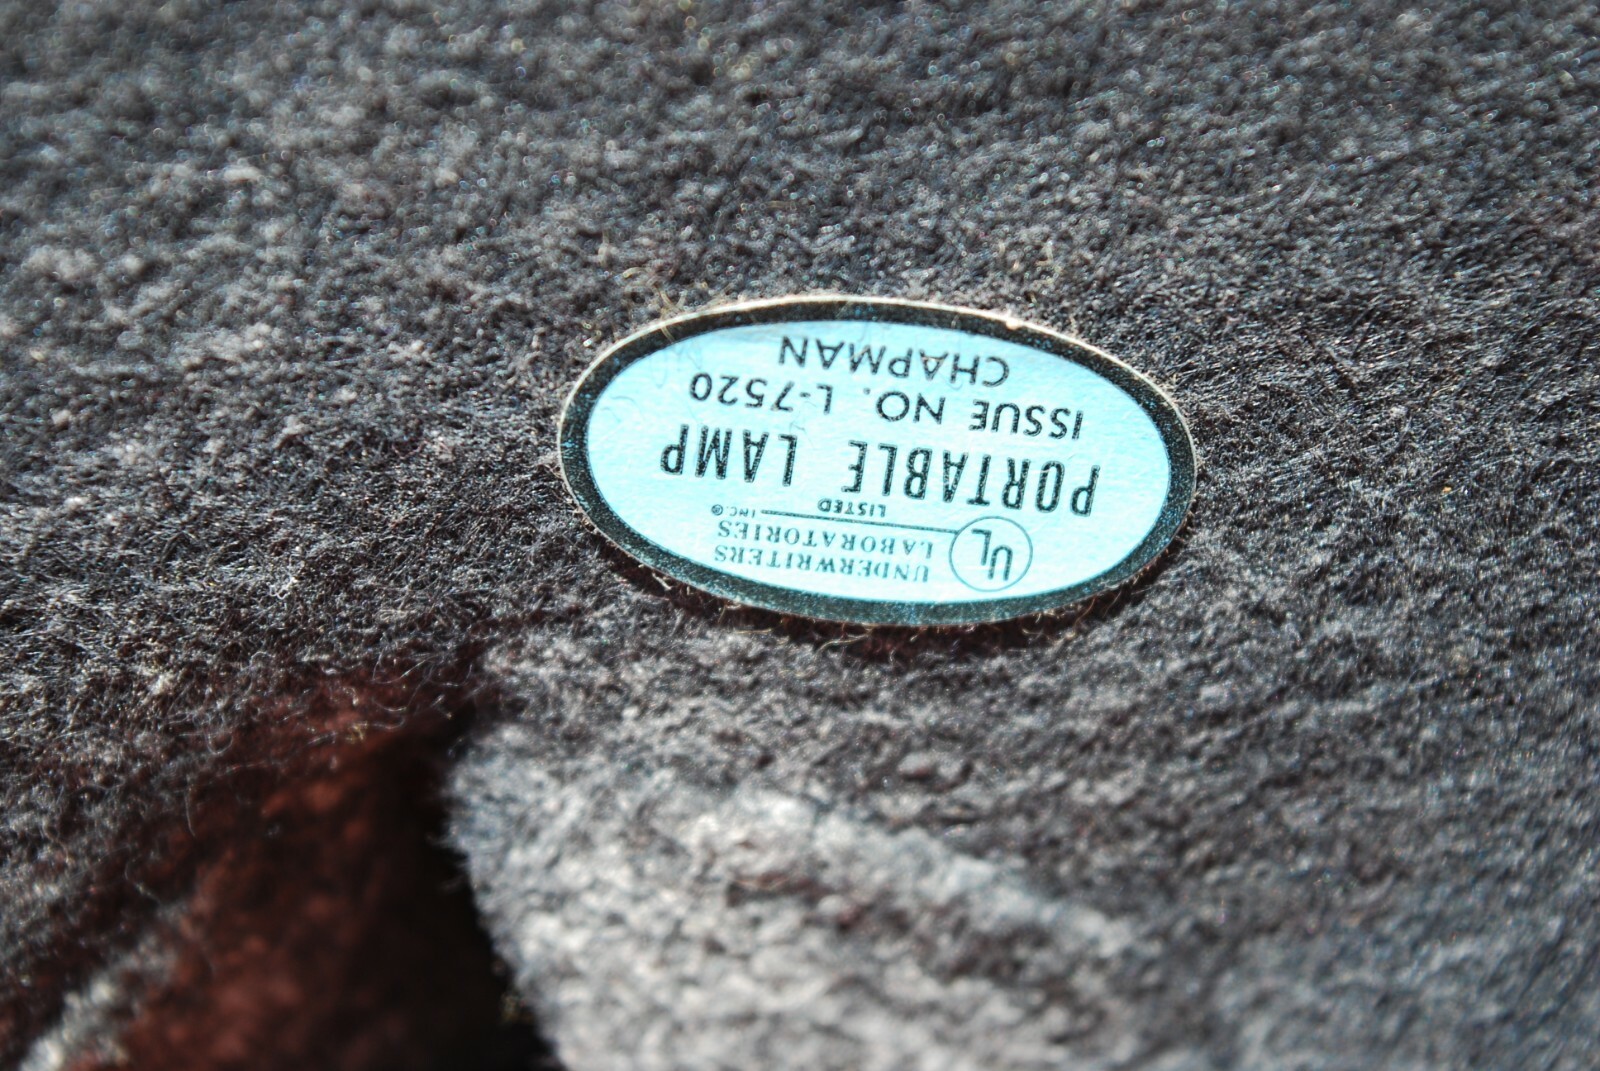 UNDERWRITERS
LABORATORIES
UL
INC.®
LISTED
PORTABLE LAMP
ISSUE NO. L-7520
CHAPMAN